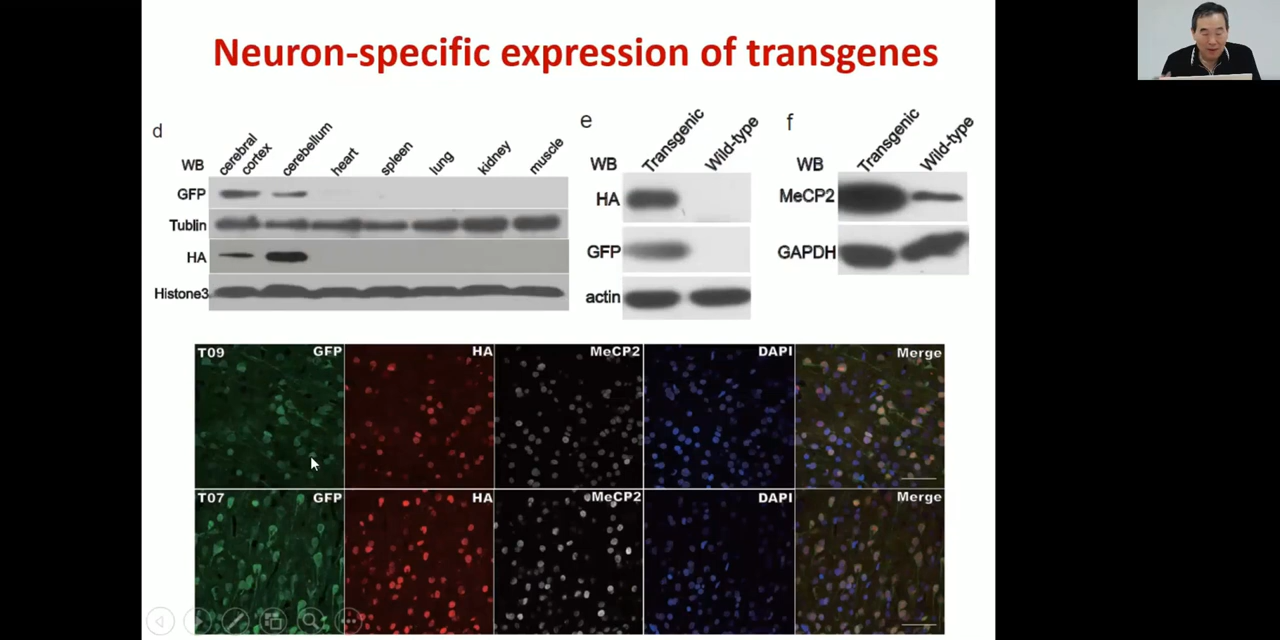 Neuron-specific expression of transgenes
d
WB
cerebral cortex
cerebellum
heart
spleen
lung
kidney
muscle
GFP
Tublin
HA
Histone3
e
WB
Transgenic
Wild-type
HA
GFP
actin
f
WB
Transgenic
Wild-type
MeCP2
GAPDH
T09 GFP HA MeCP2 DAPI Merge
T07 GFP HA MeCP2 DAPI Merge